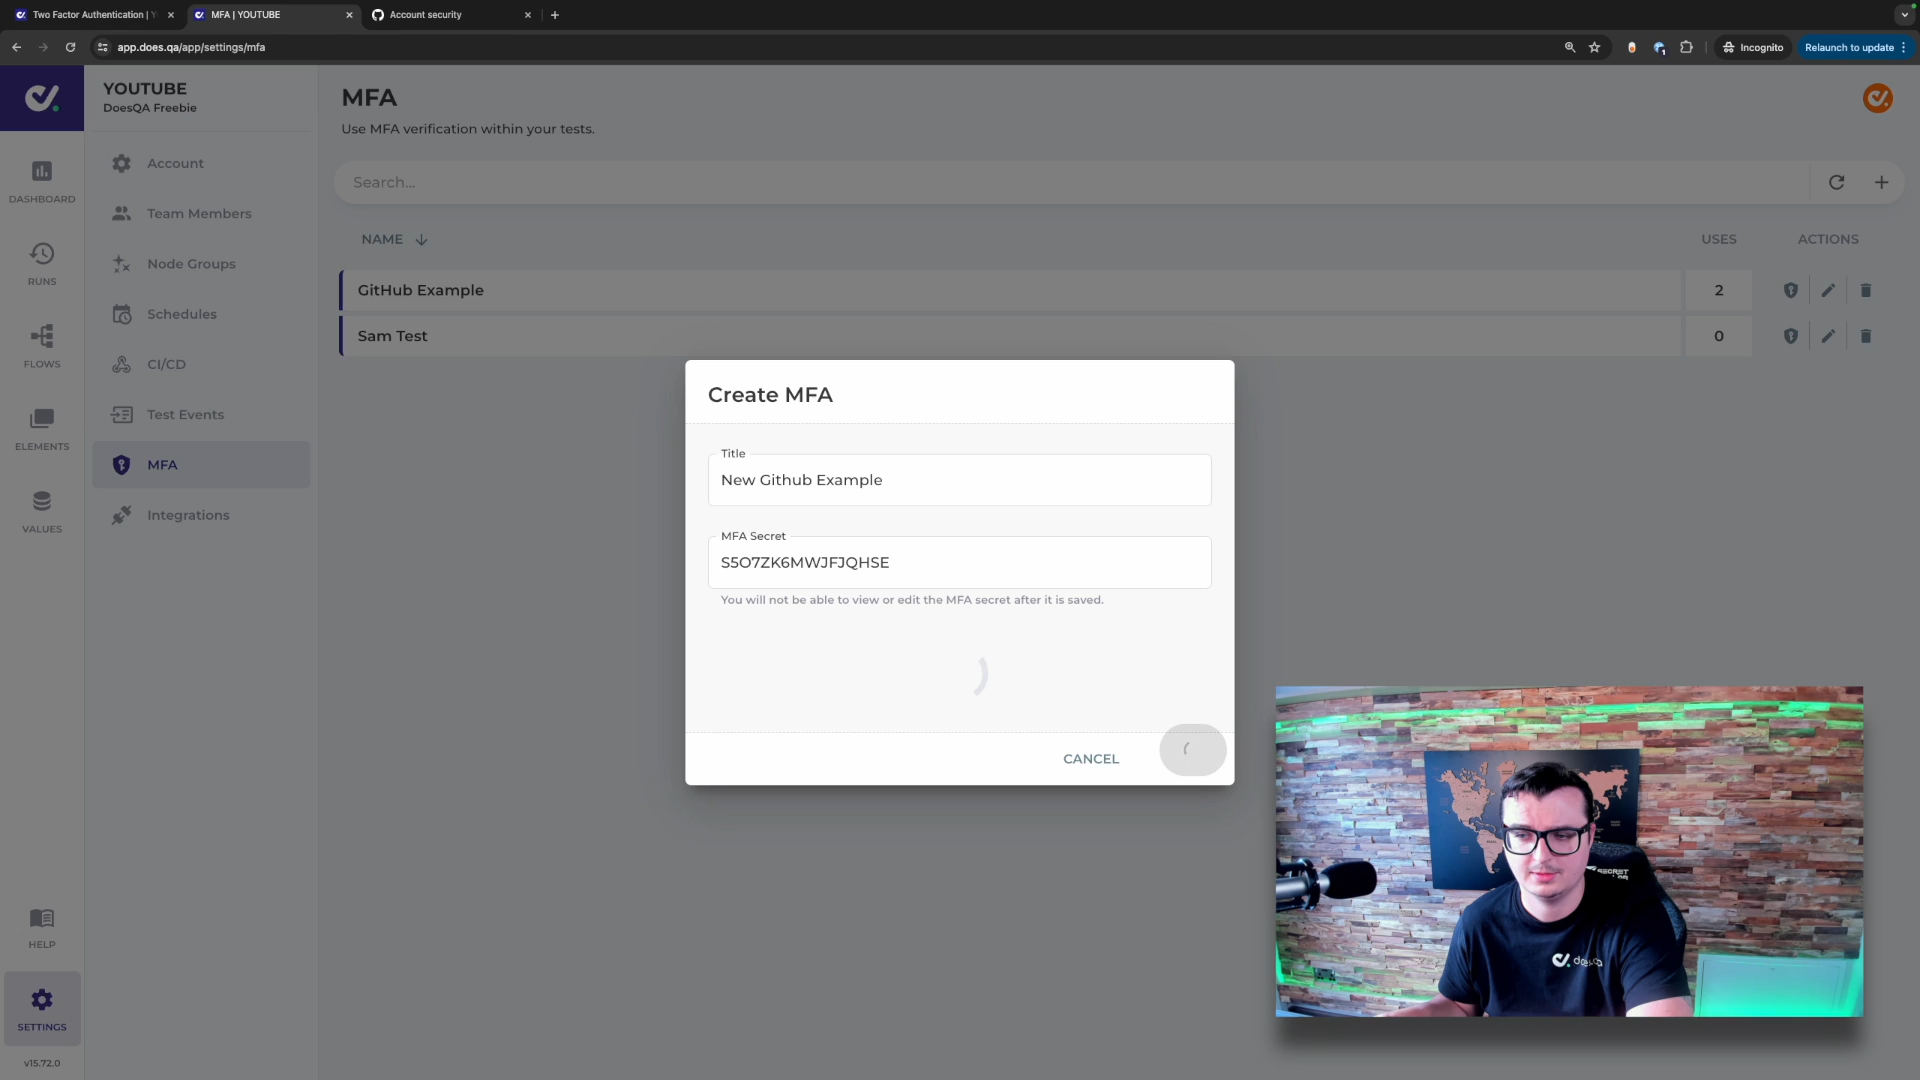 Two Factor Authentication | Y
MFA | YOUTUBE
Account security
app.does.qa/app/settings/mfa
Incognito
Relaunch to update
YOUTUBE
DoesQA Freebie
DASHBOARD
RUNS
FLOWS
ELEMENTS
VALUES
HELP
SETTINGS
v15.72.0
Account
Team Members
Node Groups
Schedules
CI/CD
Test Events
MFA
Integrations
MFA
Use MFA verification within your tests.
Search...
NAME
USES
ACTIONS
GitHub Example
2
Sam Test
0
Create MFA
Title
New Github Example
MFA Secret
S5O7ZK6MWJFJQHSE
You will not be able to view or edit the MFA secret after it is saved.
CANCEL
SECRET
does.qa